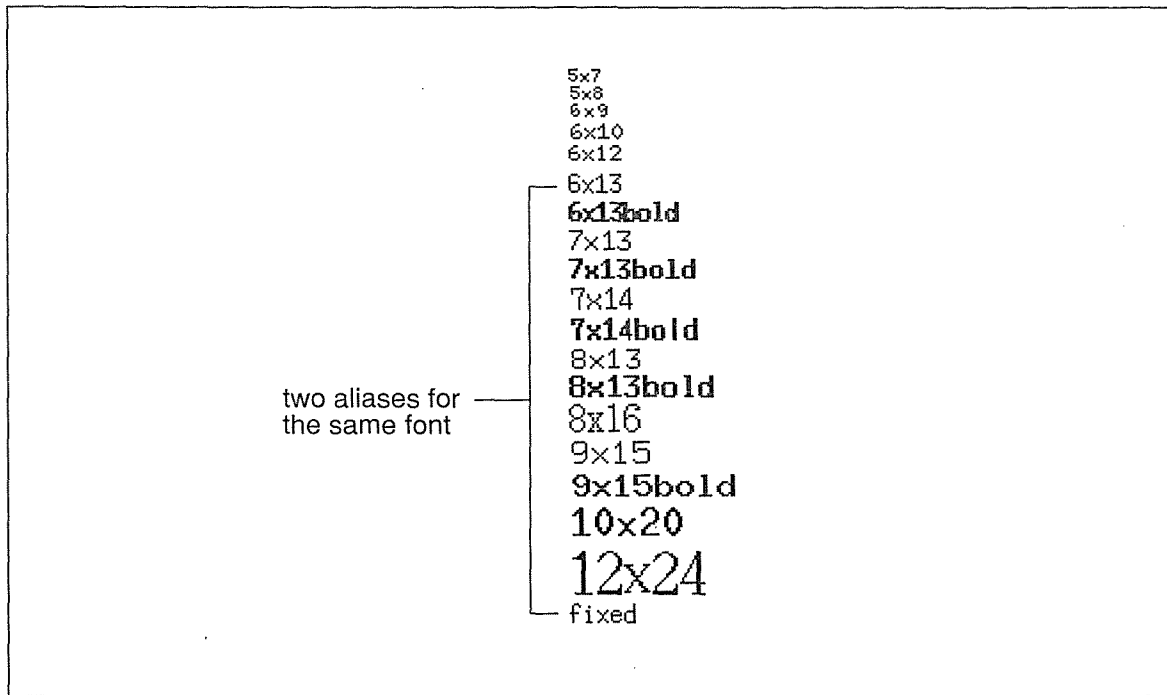 5x7
5x8
6x9
6x10
6x12
6x13
6x13bold
7x13
7x13bold
7x14
7x14bold
8x13
8x13bold
8x16
9x15
9x15bold
10x20
12x24
fixed
two aliases for
the same font